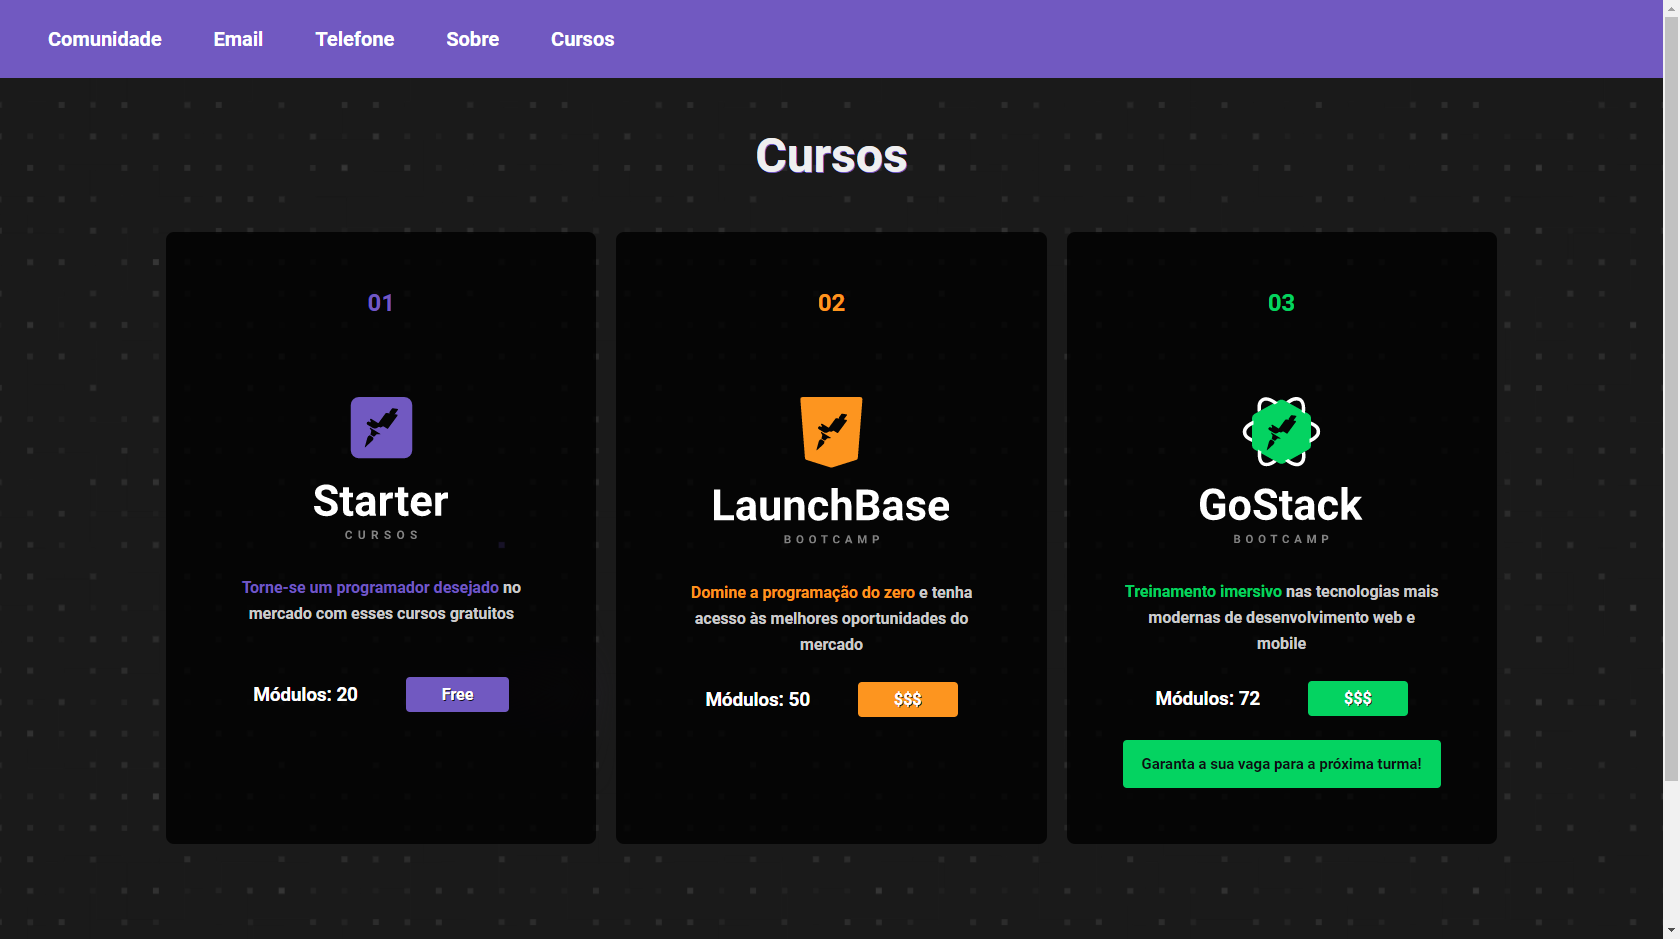 Comunidade Email Telefone Sobre Cursos
Cursos
01
Starter
CURSOS
Torne-se um programador desejado no
mercado com esses cursos gratuitos
Módulos: 20 Free
02
LaunchBase
BOOTCAMP
Domine a programação do zero e tenha
acesso às melhores oportunidades do
mercado
Módulos: 50 $$$
03
GoStack
BOOTCAMP
Treinamento imersivo nas tecnologias mais
modernas de desenvolvimento web e
mobile
Módulos: 72 $$$
Garanta a sua vaga para a próxima turma!